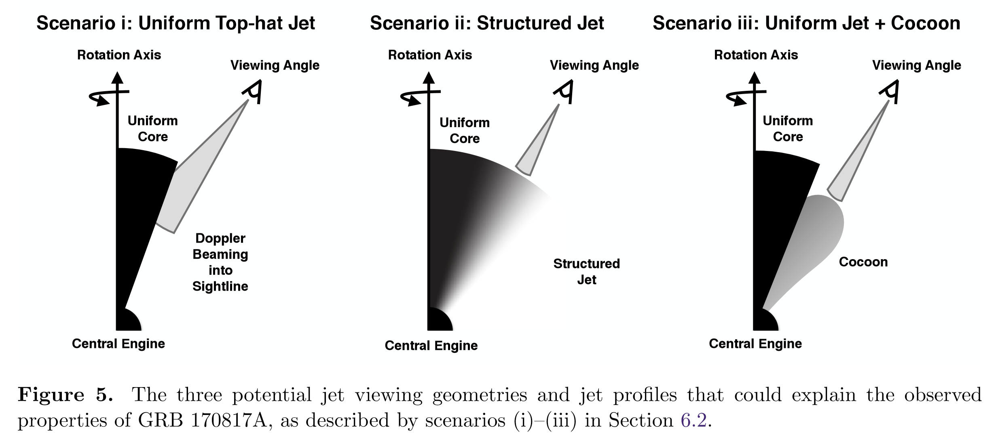 Scenario i: Uniform Top-hat Jet
Rotation Axis
Viewing Angle
Uniform
Core
Doppler
Beaming
into
Sightline
Central Engine
Scenario ii: Structured Jet
Rotation Axis
Viewing Angle
Uniform
Core
Structured
Jet
Central Engine
Scenario iii: Uniform Jet + Cocoon
Rotation Axis
Viewing Angle
Uniform
Core
Cocoon
Central Engine
Figure 5. The three potential jet viewing geometries and jet profiles that could explain the observed
properties of GRB 170817A, as described by scenarios (i)–(iii) in Section 6.2.